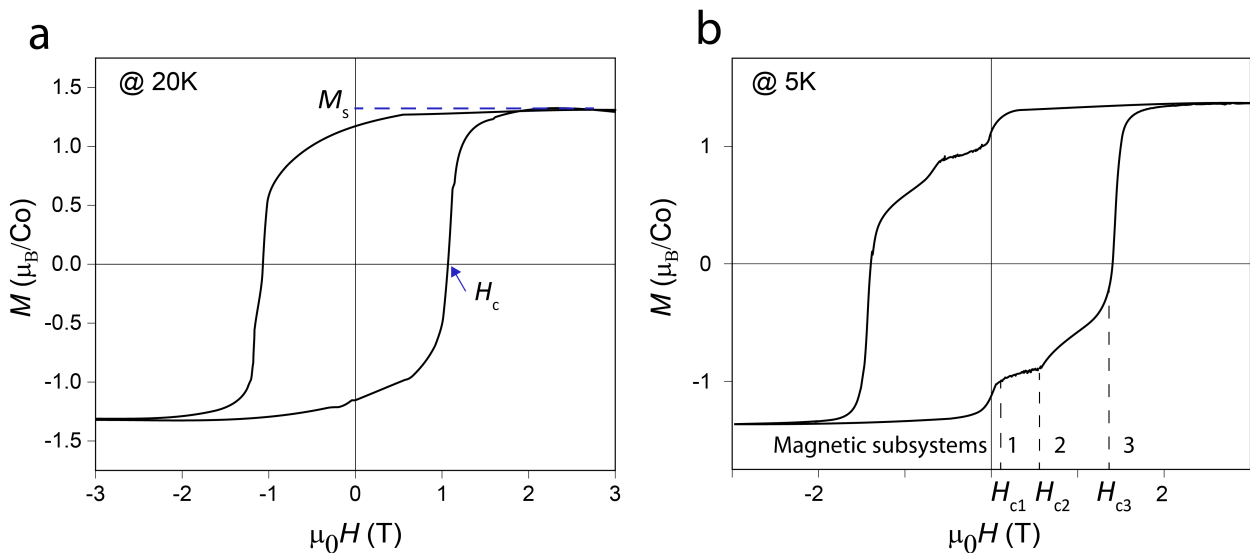 a
@ 20K
Ms
Hc
1.5
1.0
0.5
0.0
-0.5
-1.0
-1.5
M (μB/Co)
-3
-2
-1
0
1
2
3
μ0H (T)
b
@ 5K
1
0
-1
M (μB/Co)
Magnetic subsystems 1 2 3
-2
2
Hc1 Hc2 Hc3
μ0H (T)